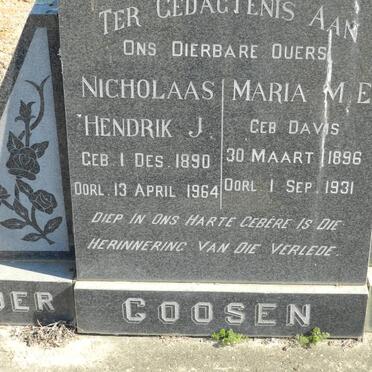 TER GEDAGTENIS AAN
ONS DIERBARE OUERS
NICHOLAAS
HENDRIK J.
GEB. 1 DES. 1890
OORL. 13 APRIL 1964
MARIA M. E.
GEB DAVIS
30 MAART 1896
OORL 1 SEP. 1931
DIEP IN ONS HARTE GEBÊRE IS DIE
HERINNERING VAN DIE VERLEDE.
DER
GOOSEN